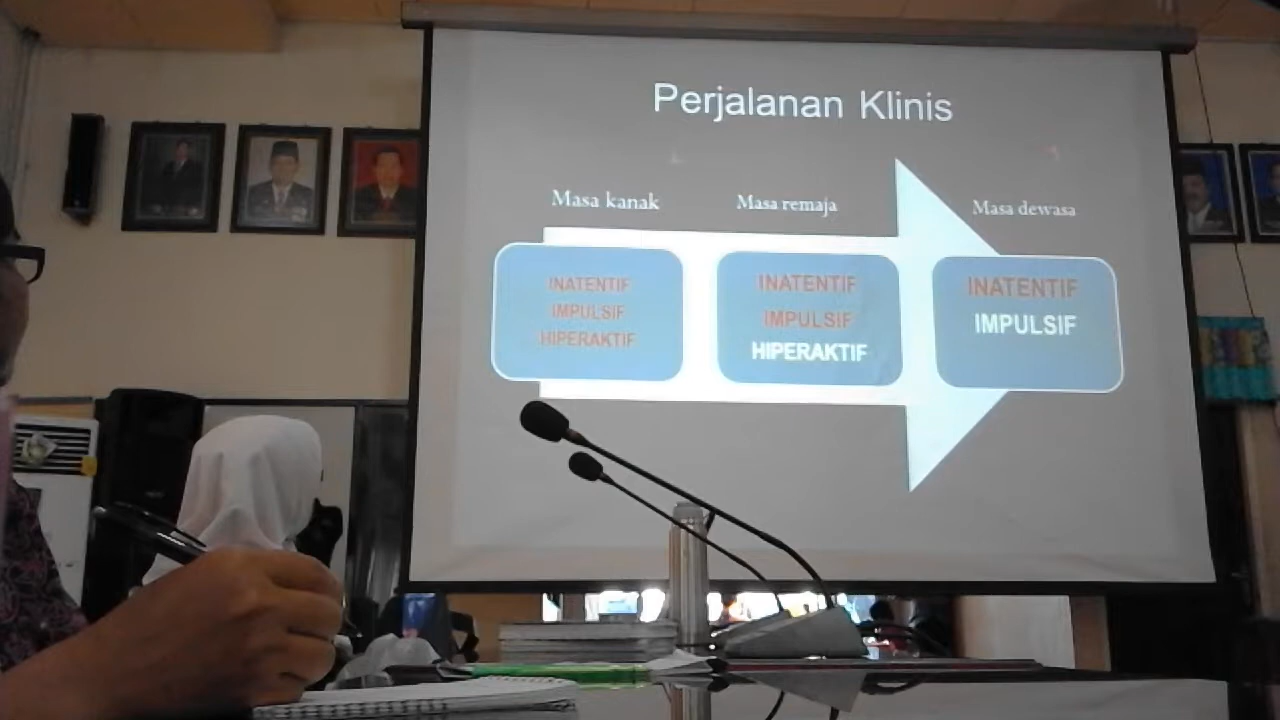 Perjalanan Klinis
Masa kanak
Masa remaja
Masa dewasa
INATENTIF
IMPULSIF
HIPERAKTIF
INATENTIF
IMPULSIF
HIPERAKTIF
INATENTIF
IMPULSIF